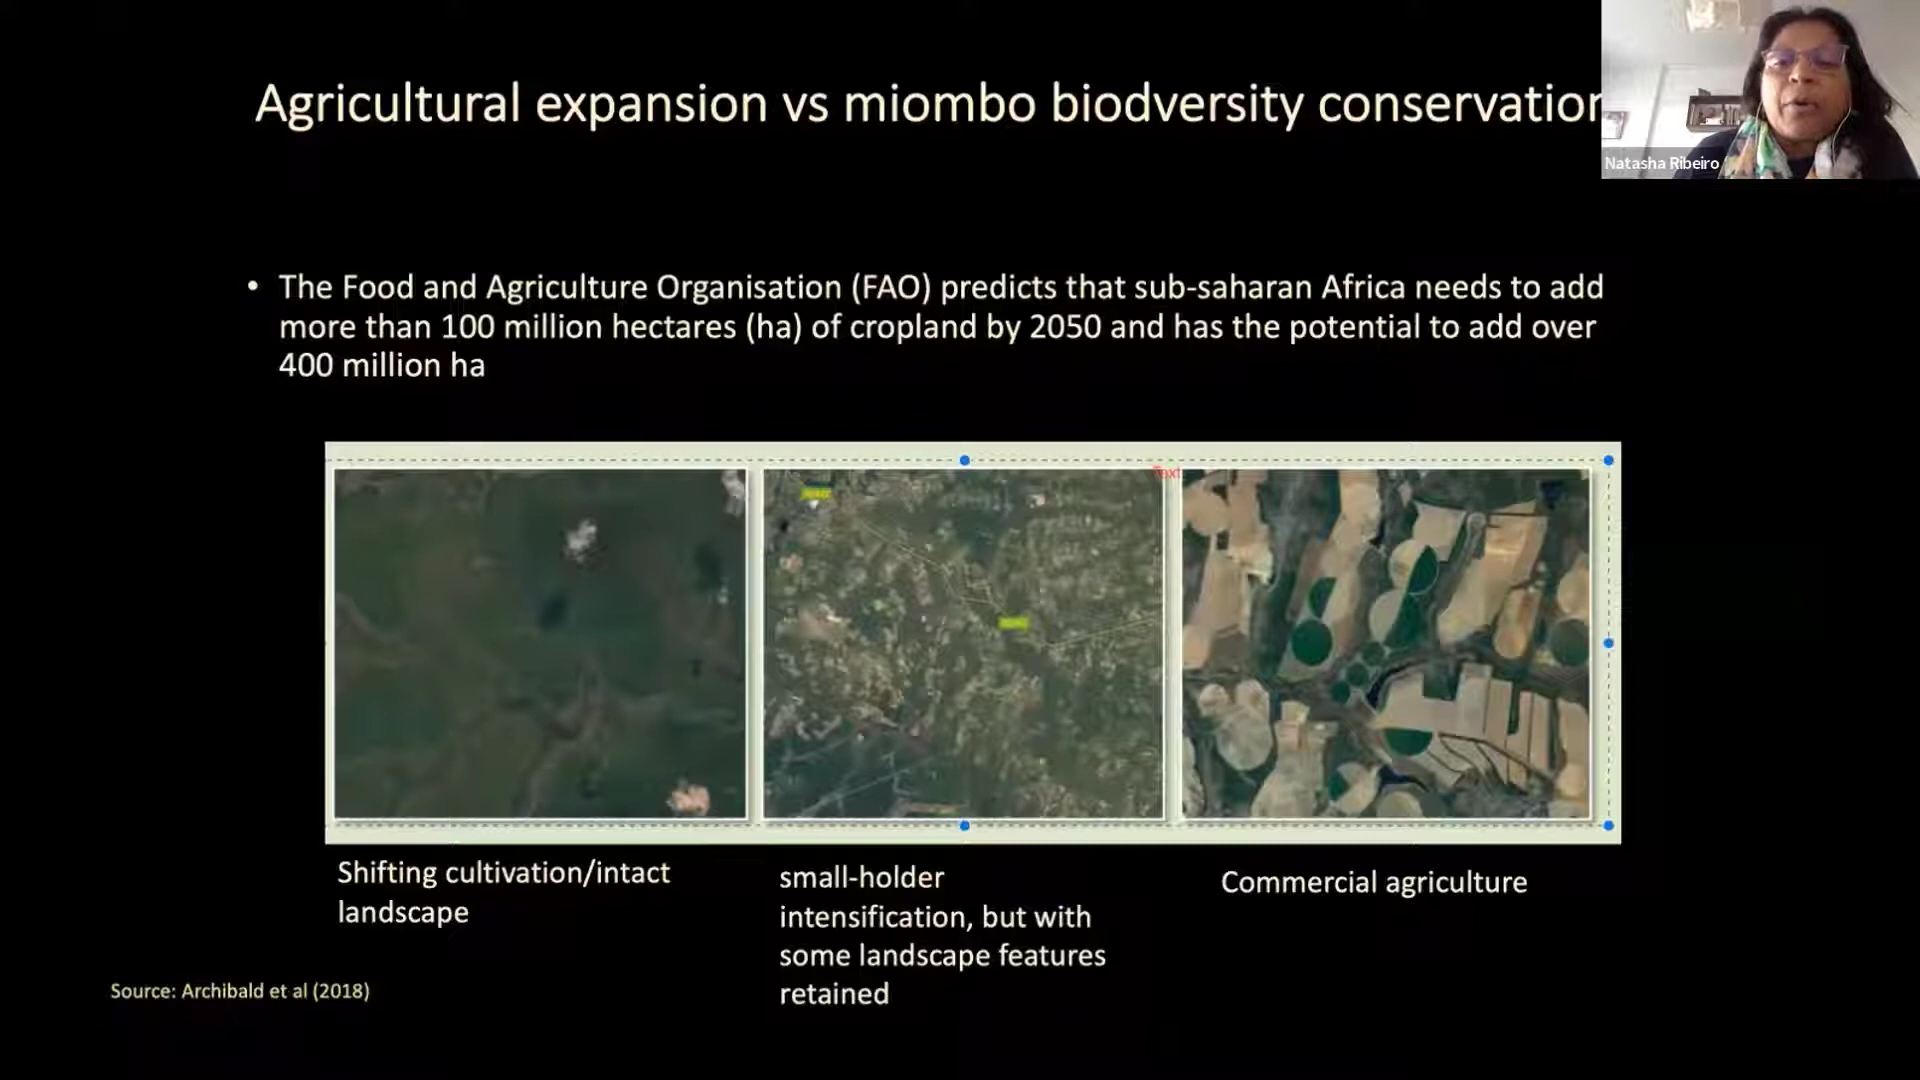 Agricultural expansion vs miombo biodversity conservation
Natasha Ribeiro
• The Food and Agriculture Organisation (FAO) predicts that sub-saharan Africa needs to add
more than 100 million hectares (ha) of cropland by 2050 and has the potential to add over
400 million ha
Text
Shifting cultivation/intact
landscape
small-holder
intensification, but with
some landscape features
retained
Commercial agriculture
Source: Archibald et al (2018)